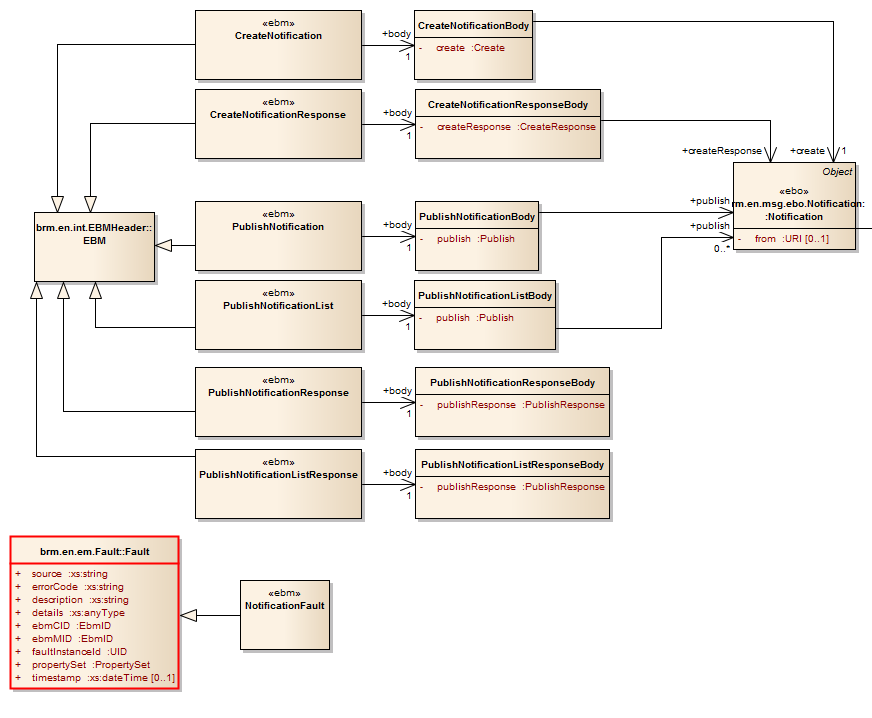 «ebm»
CreateNotification
+body
1
CreateNotificationBody
- create :Create
«ebm»
CreateNotificationResponse
+body
1
CreateNotificationResponseBody
- createResponse :CreateResponse
+createResponse
+create
1
Object
«ebo»
rm.en.msg.ebo.Notification:
:Notification
- from :URI [0..1]
brm.en.int.EBMHeader::
EBM
«ebm»
PublishNotification
+body
1
PublishNotificationBody
- publish :Publish
+publish
+publish
0..*
«ebm»
PublishNotificationList
+body
1
PublishNotificationListBody
- publish :Publish
«ebm»
PublishNotificationResponse
+body
1
PublishNotificationResponseBody
- publishResponse :PublishResponse
«ebm»
PublishNotificationListResponse
+body
1
PublishNotificationListResponseBody
- publishResponse :PublishResponse
brm.en.em.Fault::Fault
+ source :xs:string
+ errorCode :xs:string
+ description :xs:string
+ details :xs:anyType
+ ebmCID :EbmID
+ ebmMID :EbmID
+ faultInstanceId :UID
+ propertySet :PropertySet
+ timestamp :xs:dateTime [0..1]
«ebm»
NotificationFault